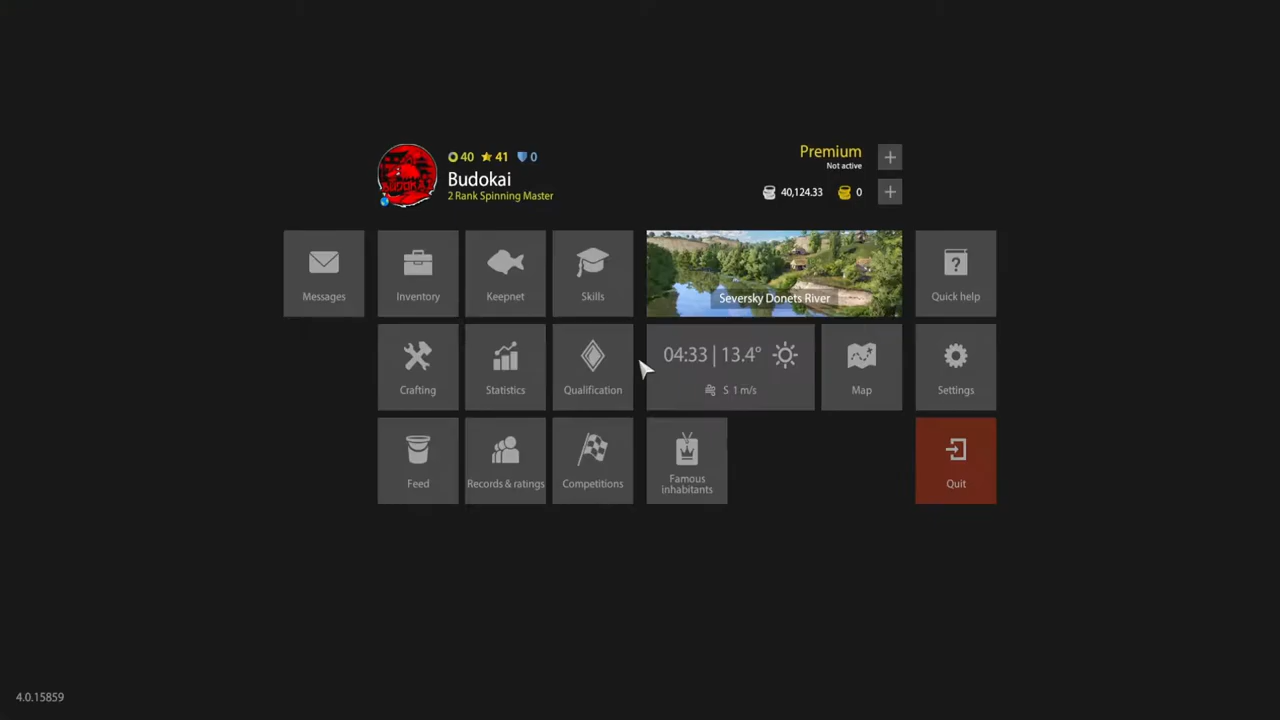 40 41 0
Budokai
2 Rank Spinning Master
Premium
Not active
40,124.33 0
Messages
Inventory
Keepnet
Skills
Seversky Donets River
Quick help
Crafting
Statistics
Qualification
04:33 | 13.4°
S 1 m/s
Map
Settings
Feed
Records & ratings
Competitions
Famous
inhabitants
Quit
4.0.15859